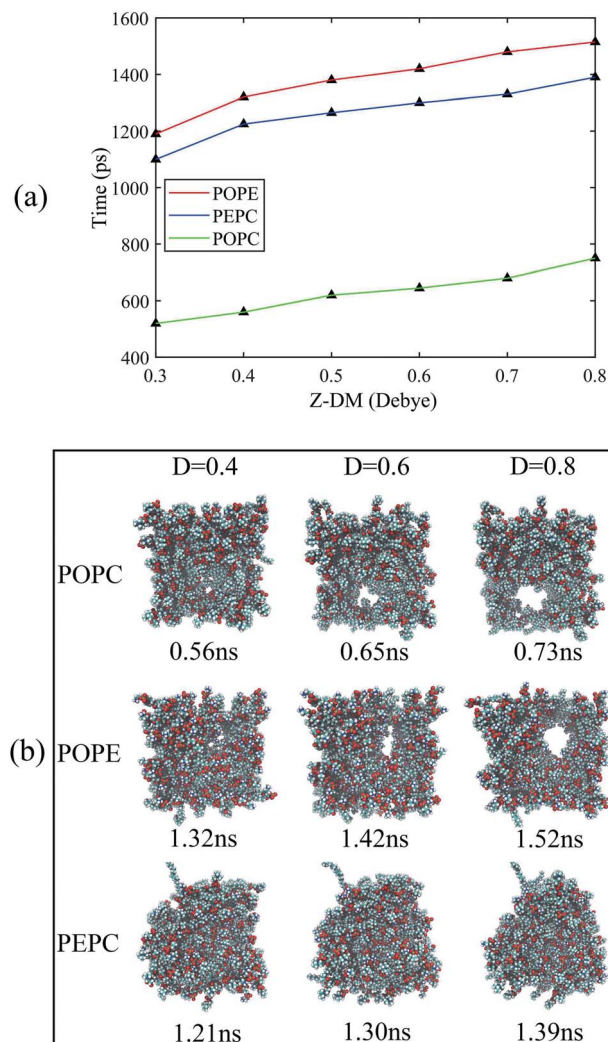 (a)
1600
1400
1200
1000
800
600
400
Time (ps)
POPE
PEPC
POPC
0.3 0.4 0.5 0.6 0.7 0.8
Z-DM (Debye)
(b)
D=0.4 D=0.6 D=0.8
POPC
0.56ns 0.65ns 0.73ns
POPE
1.32ns 1.42ns 1.52ns
PEPC
1.21ns 1.30ns 1.39ns